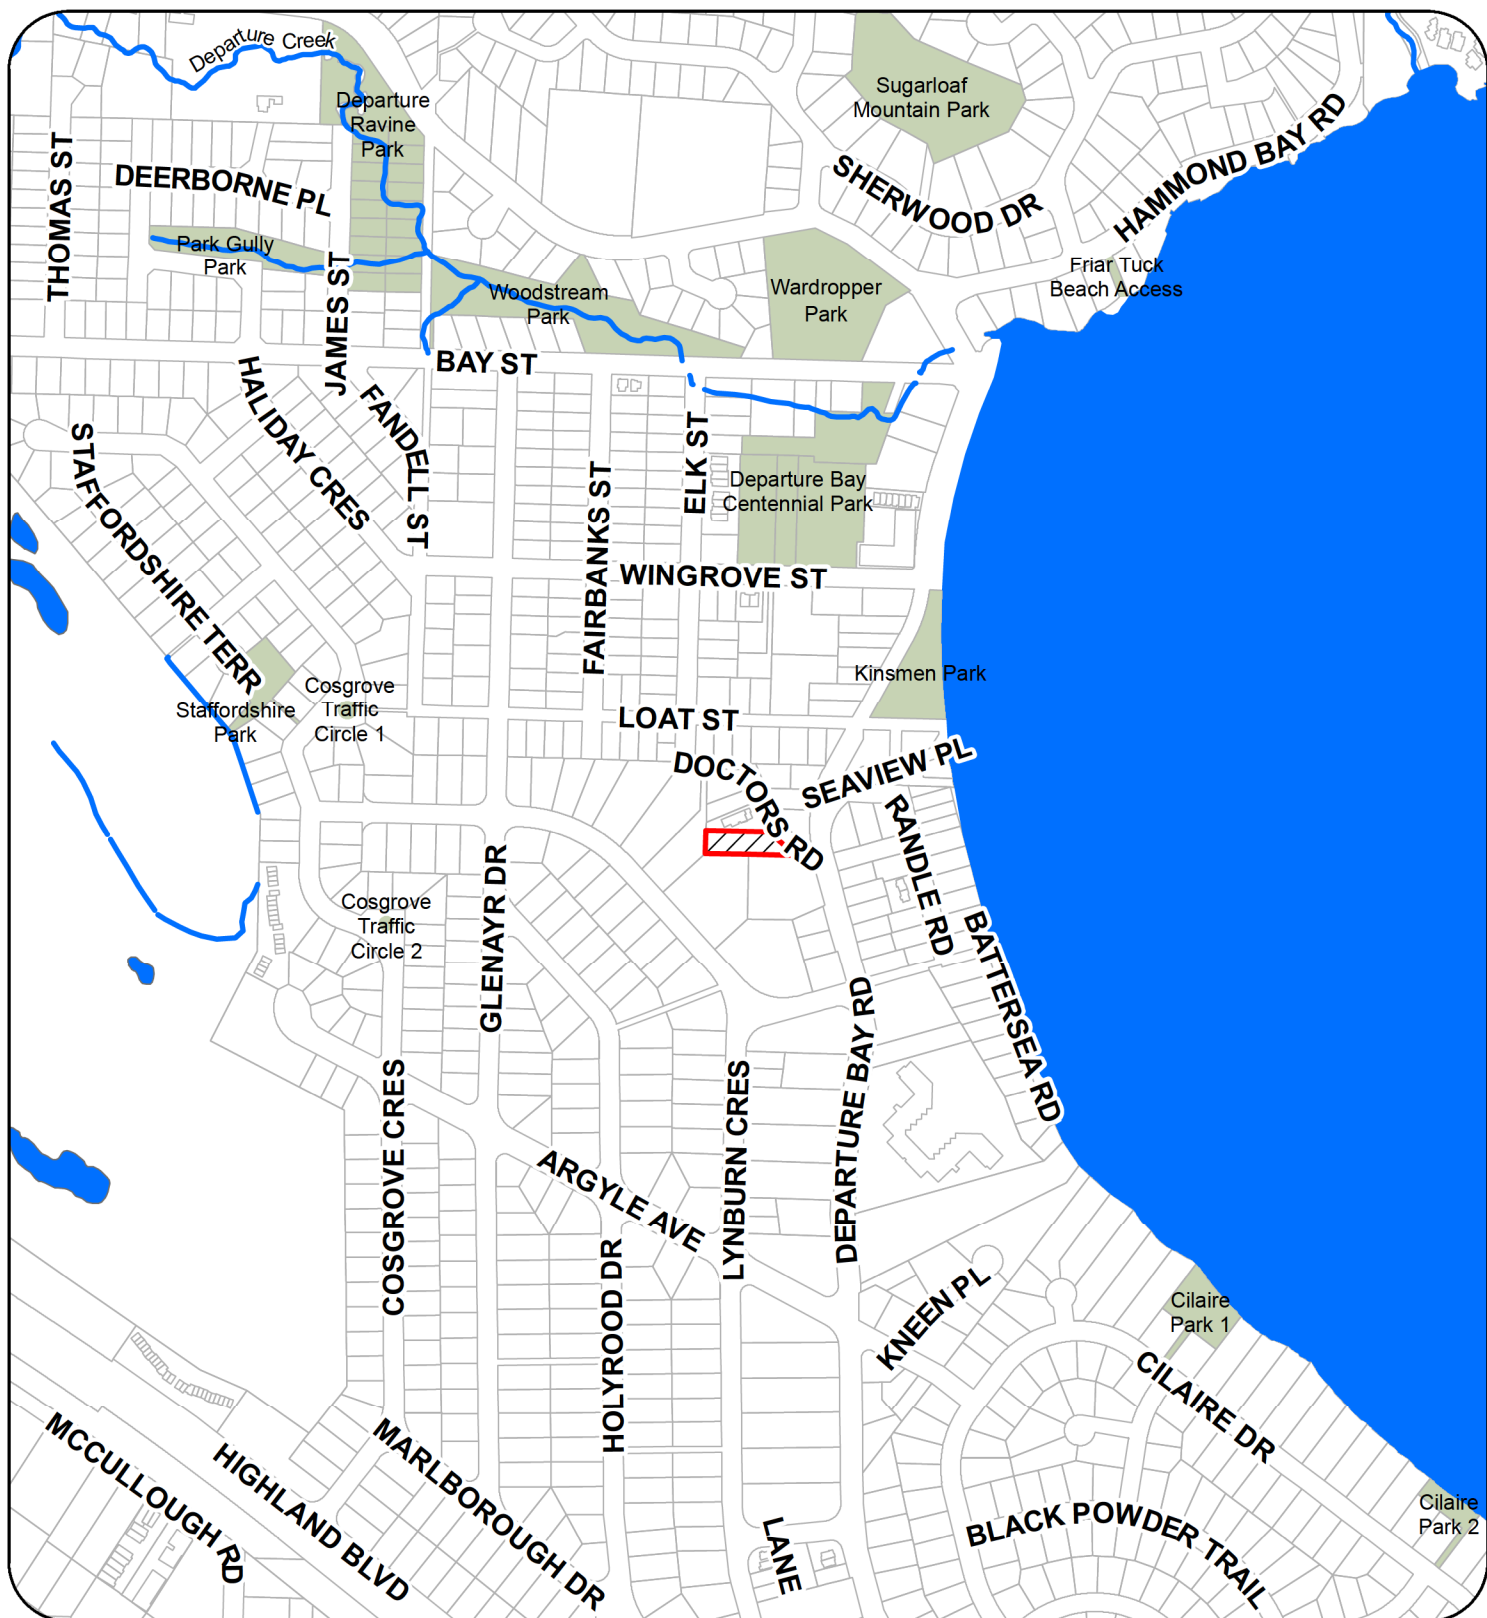 Departure Creek
Departure
Ravine
Park
Sugarloaf
Mountain Park
THOMAS ST
DEERBORNE PL
SHERWOOD DR
HAMMOND BAY RD
Park Gully
Park
JAMES ST
Woodstream
Park
Wardropper
Park
Friar Tuck
Beach Access
BAY ST
HALIDAY CRES
FANDELL ST
STAFFORDSHIRE TERR
FAIRBANKS ST
ELK ST
Departure Bay
Centennial Park
WINGROVE ST
Kinsmen Park
Staffordshire
Park
Cosgrove
Traffic
Circle 1
LOAT ST
DOCTORS RD
SEAVIEW PL
RANDLE RD
GLENAYR DR
Cosgrove
Traffic
Circle 2
BATTERSEA RD
DEPARTURE BAY RD
COSGROVE CRES
LYNBURN CRES
ARGYLE AVE
HOLYROOD DR
KNEEN PL
Cilaire
Park 1
CILAIRE DR
MCCULLOUGH RD
HIGHLAND BLVD
MARLBOROUGH DR
LANE
BLACK POWDER TRAIL
Cilaire
Park 2